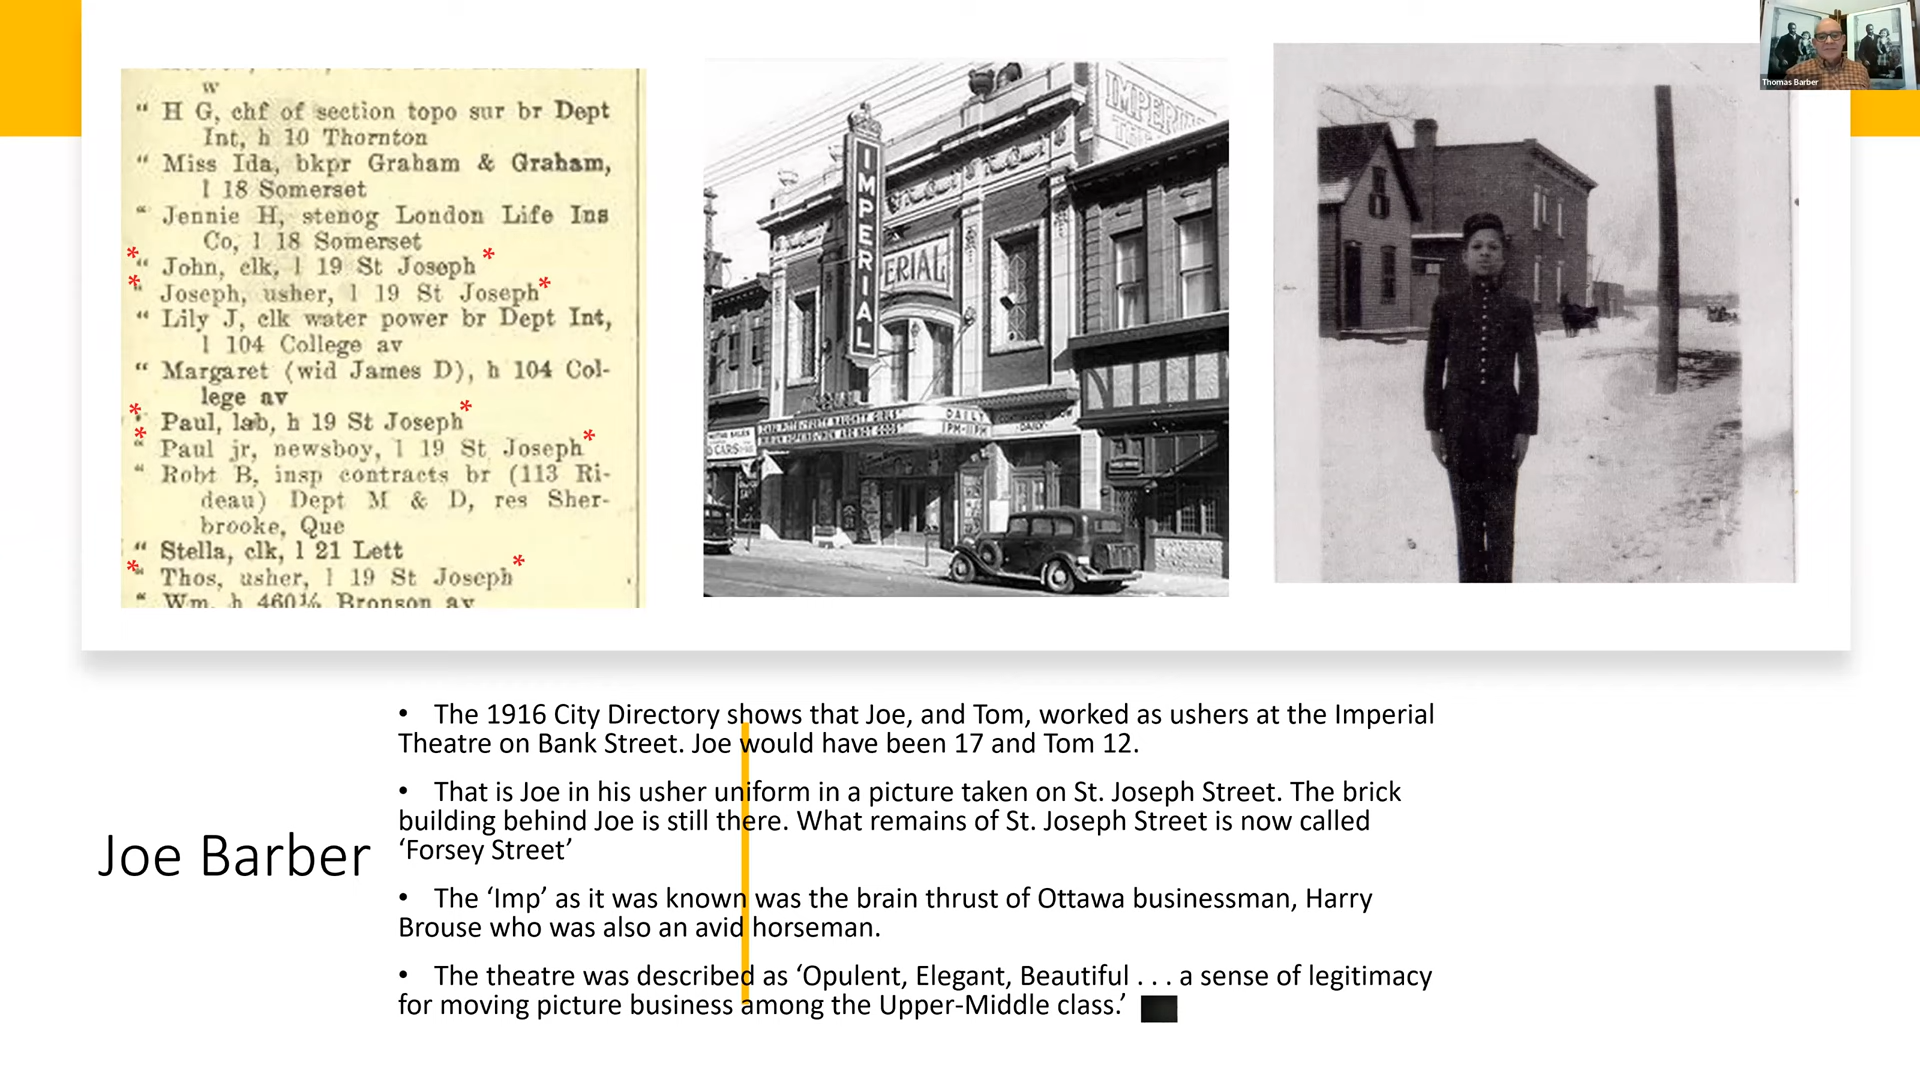 w
“ H G, chf of section topo sur br Dept
Int, h 10 Thornton
“ Miss Ida, bkpr Graham & Graham,
l 18 Somerset
“ Jennie H, stenog London Life Ins
Co, l 18 Somerset
* “ John, clk, l 19 St Joseph *
* “ Joseph, usher, l 19 St Joseph *
“ Lily J, clk water power br Dept Int,
l 104 College av
“ Margaret (wid James D), h 104 Col-
lege av
* “ Paul, lab, h 19 St Joseph *
* “ Paul jr, newsboy, l 19 St Joseph *
“ Robt B, insp contracts br (113 Ri-
deau) Dept M & D, res Sher-
brooke, Que
“ Stella, clk, l 21 Lett
* “ Thos, usher, l 19 St Joseph *
“ Wm, h 460½ Bronson av
IMPERIAL
THE
IMPERIAL
ERIAL
DAILY
1 PM-11 PM
DAILY
CARS
Thomas Barber
Joe Barber
• The 1916 City Directory shows that Joe, and Tom, worked as ushers at the Imperial
Theatre on Bank Street. Joe would have been 17 and Tom 12.
• That is Joe in his usher uniform in a picture taken on St. Joseph Street. The brick
building behind Joe is still there. What remains of St. Joseph Street is now called
‘Forsey Street’
• The ‘Imp’ as it was known was the brain thrust of Ottawa businessman, Harry
Brouse who was also an avid horseman.
• The theatre was described as ‘Opulent, Elegant, Beautiful . . . a sense of legitimacy
for moving picture business among the Upper-Middle class.’